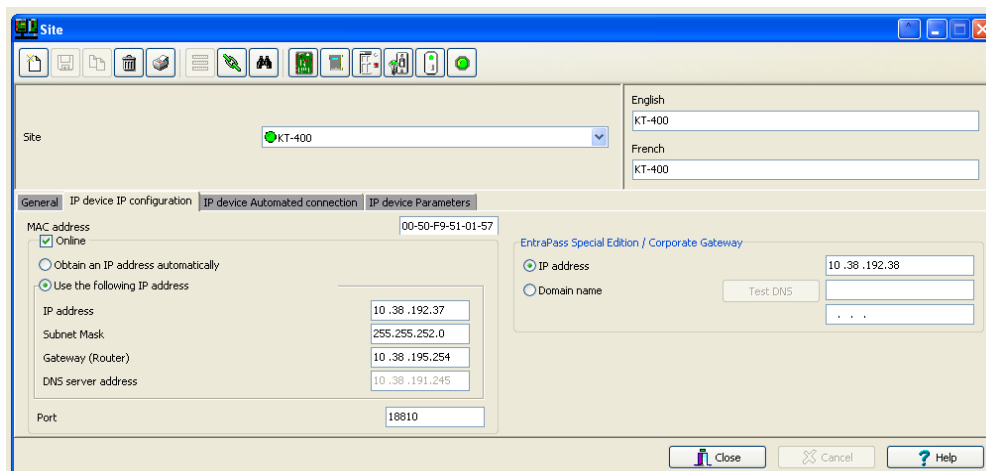 Site
English
KT-400
Site
KT-400
French
KT-400
General
IP device IP configuration
IP device Automated connection
IP device Parameters
MAC address
00-50-F9-51-01-57
Online
Obtain an IP address automatically
Use the following IP address
IP address
10 .38 .192.37
Subnet Mask
255.255.252.0
Gateway (Router)
10 .38 .195.254
DNS server address
10 .38 .191.245
Port
18810
EntraPass Special Edition / Corporate Gateway
IP address
10 .38 .192.38
Domain name
Test DNS
. . .
Close
Cancel
Help